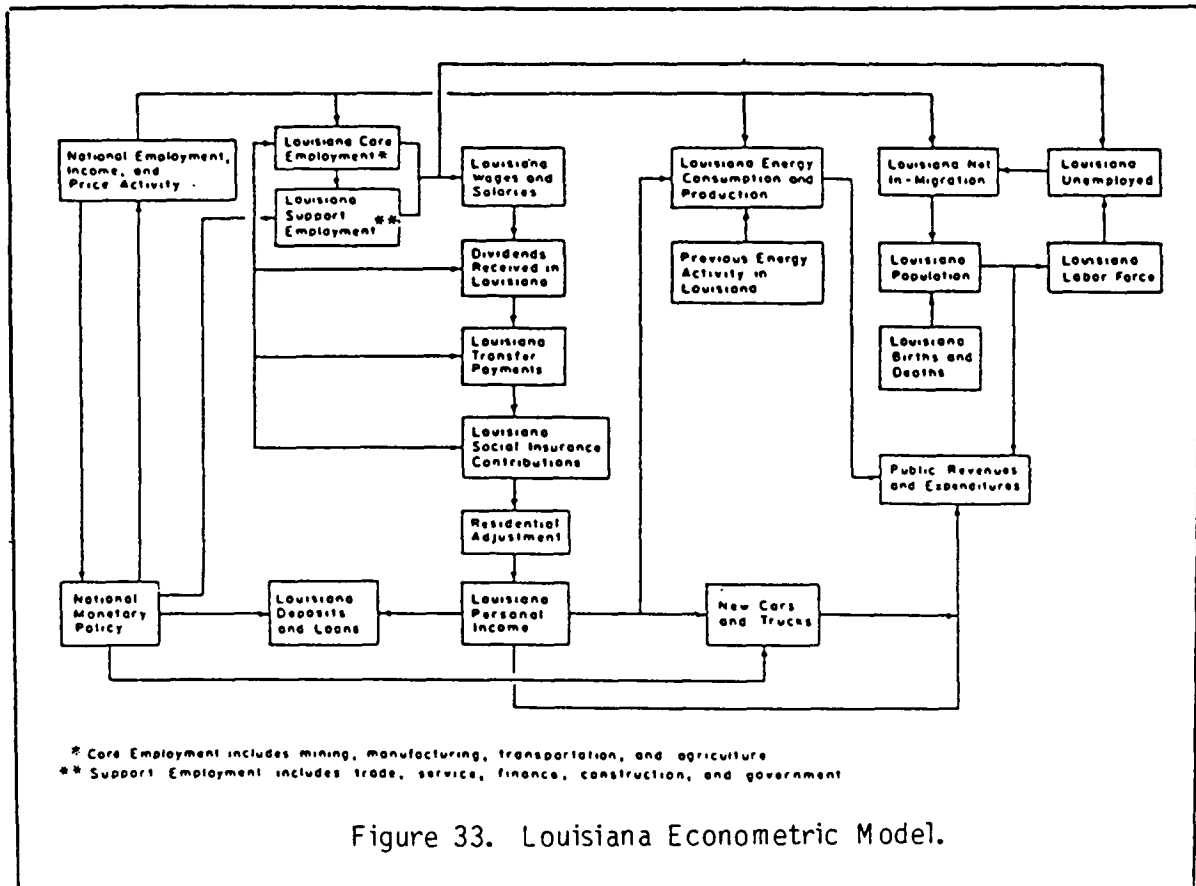 National Employment,
Income, and
Price Activity
Louisiana Core
Employment*
Louisiana
Support
Employment**
Louisiana
Wages and
Salaries
Dividends
Received in
Louisiana
Louisiana
Transfer
Payments
Louisiana
Social Insurance
Contributions
Residential
Adjustment
Louisiana
Personal
Income
National
Monetary
Policy
Louisiana
Deposits
and Loans
New Cars
and Trucks
Louisiana Energy
Consumption and
Production
Previous Energy
Activity in
Louisiana
Louisiana Net
In-Migration
Louisiana
Unemployed
Louisiana
Population
Louisiana
Labor Force
Louisiana
Births and
Deaths
Public Revenues
and Expenditures
* Core Employment includes mining, manufacturing, transportation, and agriculture
** Support Employment includes trade, service, finance, construction, and government
Figure 33. Louisiana Econometric Model.